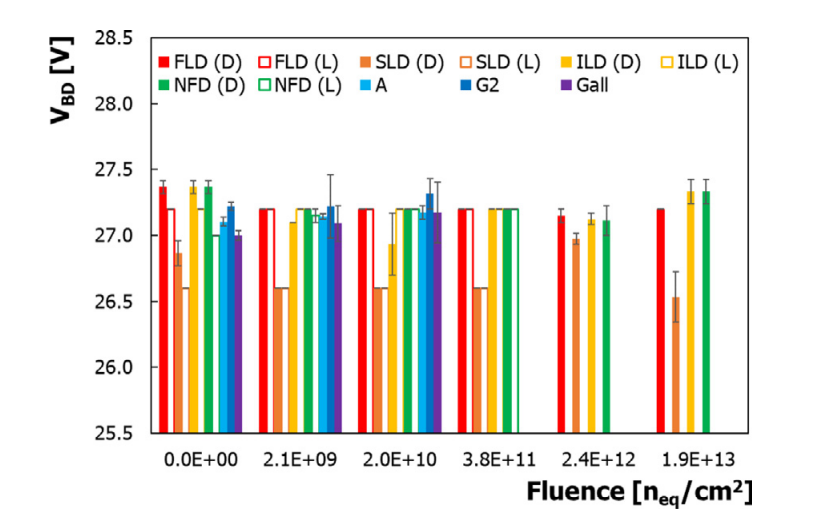 28.5
28.0
27.5
27.0
26.5
26.0
25.5
V_BD [V]
FLD (D) FLD (L) SLD (D) SLD (L) ILD (D) ILD (L)
NFD (D) NFD (L) A G2 Gall
0.0E+00 2.1E+09 2.0E+10 3.8E+11 2.4E+12 1.9E+13
Fluence [n_eq/cm²]